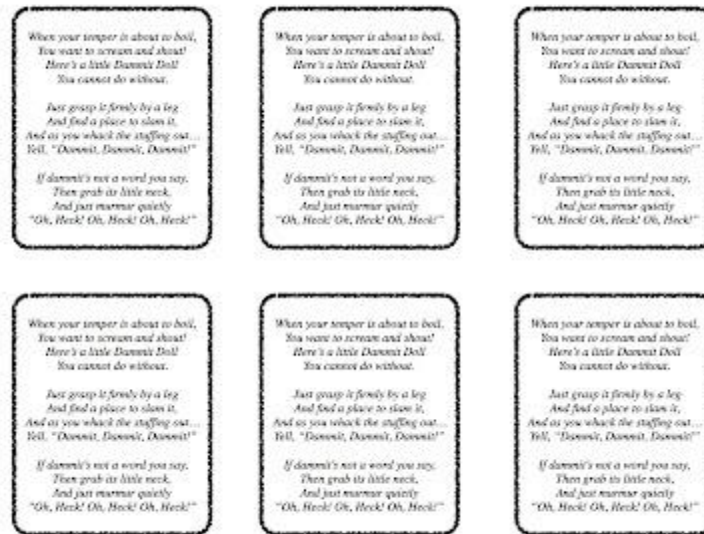 When your temper is about to boil,
You want to scream and shout!
Here's a little Dammit Doll
You cannot do without.
Just grasp it firmly by a leg
And find a place to slam it,
And as you whack the stuffing out...
Yell, "Dammit, Dammit, Dammit!"
If dammit's not a word you say,
Then grab its little neck,
And just murmur quietly
"Oh, Heck! Oh, Heck! Oh, Heck!"
When your temper is about to boil,
You want to scream and shout!
Here's a little Dammit Doll
You cannot do without.
Just grasp it firmly by a leg
And find a place to slam it,
And as you whack the stuffing out...
Yell, "Dammit, Dammit, Dammit!"
If dammit's not a word you say,
Then grab its little neck,
And just murmur quietly
"Oh, Heck! Oh, Heck! Oh, Heck!"
When your temper is about to boil,
You want to scream and shout!
Here's a little Dammit Doll
You cannot do without.
Just grasp it firmly by a leg
And find a place to slam it,
And as you whack the stuffing out...
Yell, "Dammit, Dammit, Dammit!"
If dammit's not a word you say,
Then grab its little neck,
And just murmur quietly
"Oh, Heck! Oh, Heck! Oh, Heck!"
When your temper is about to boil,
You want to scream and shout!
Here's a little Dammit Doll
You cannot do without.
Just grasp it firmly by a leg
And find a place to slam it,
And as you whack the stuffing out...
Yell, "Dammit, Dammit, Dammit!"
If dammit's not a word you say,
Then grab its little neck,
And just murmur quietly
"Oh, Heck! Oh, Heck! Oh, Heck!"
When your temper is about to boil,
You want to scream and shout!
Here's a little Dammit Doll
You cannot do without.
Just grasp it firmly by a leg
And find a place to slam it,
And as you whack the stuffing out...
Yell, "Dammit, Dammit, Dammit!"
If dammit's not a word you say,
Then grab its little neck,
And just murmur quietly
"Oh, Heck! Oh, Heck! Oh, Heck!"
When your temper is about to boil,
You want to scream and shout!
Here's a little Dammit Doll
You cannot do without.
Just grasp it firmly by a leg
And find a place to slam it,
And as you whack the stuffing out...
Yell, "Dammit, Dammit, Dammit!"
If dammit's not a word you say,
Then grab its little neck,
And just murmur quietly
"Oh, Heck! Oh, Heck! Oh, Heck!"